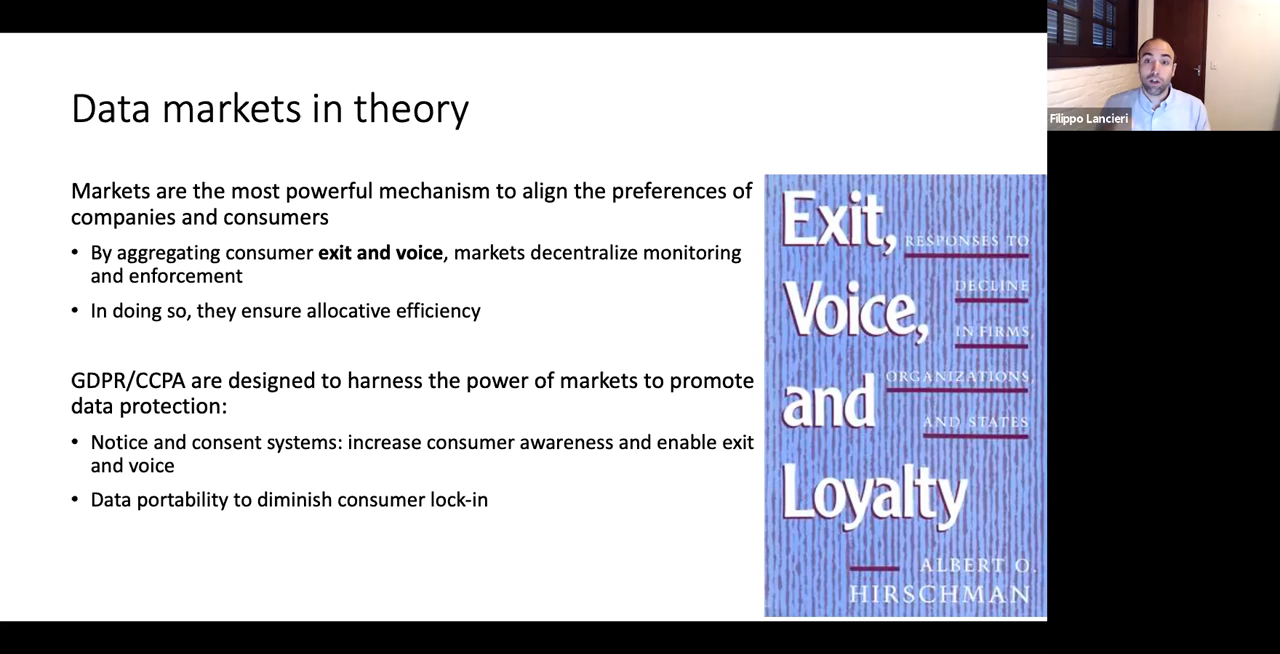 Data markets in theory
Markets are the most powerful mechanism to align the preferences of
companies and consumers
• By aggregating consumer exit and voice, markets decentralize monitoring
and enforcement
• In doing so, they ensure allocative efficiency
GDPR/CCPA are designed to harness the power of markets to promote
data protection:
• Notice and consent systems: increase consumer awareness and enable exit
and voice
• Data portability to diminish consumer lock-in
Exit,
RESPONSES TO
DECLINE
Voice,
IN FIRMS,
ORGANIZATIONS,
and
AND STATES
Loyalty
ALBERT O.
HIRSCHMAN
Filippo Lancieri